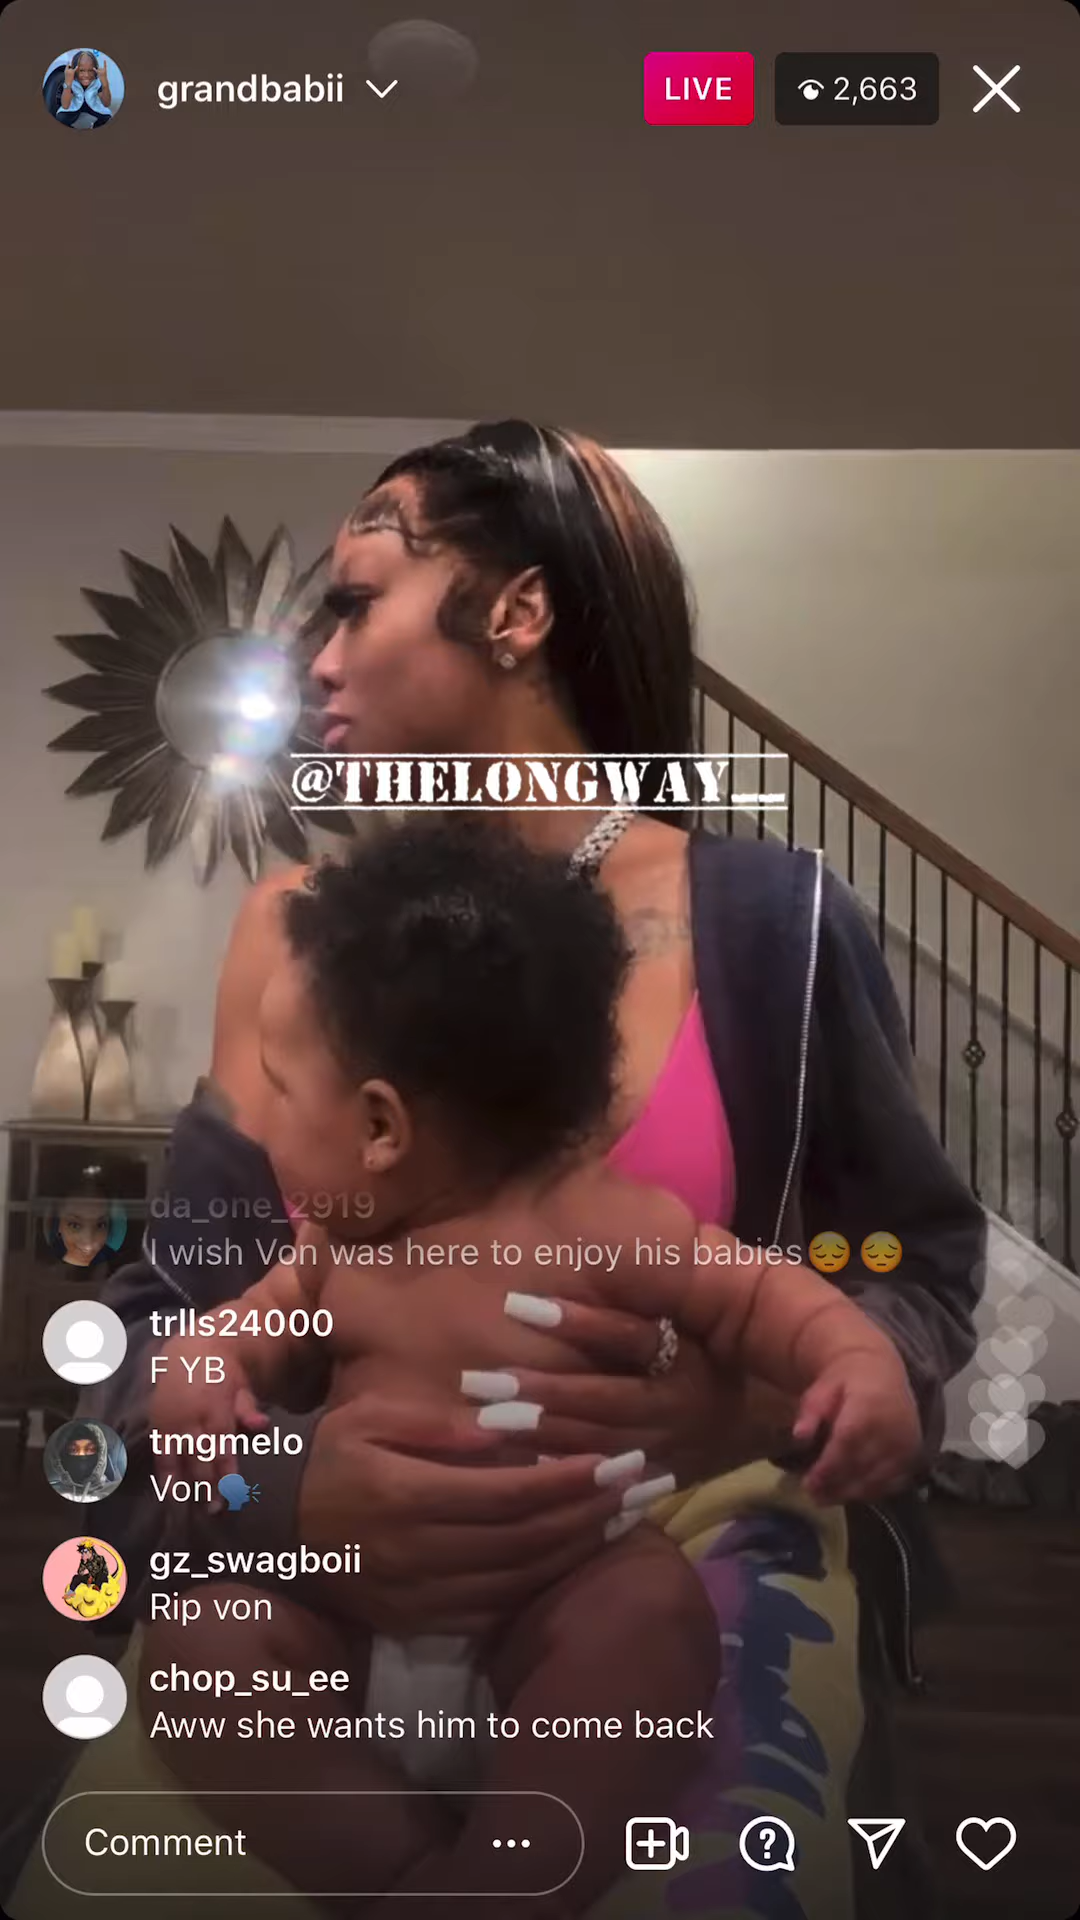 grandbabii
LIVE
2,663
@THELONGWAY__
da_one_2919
I wish Von was here to enjoy his babies😔😔
trlls24000
F YB
tmgmelo
Von🗣️
gz_swagboii
Rip von
chop_su_ee
Aww she wants him to come back
Comment